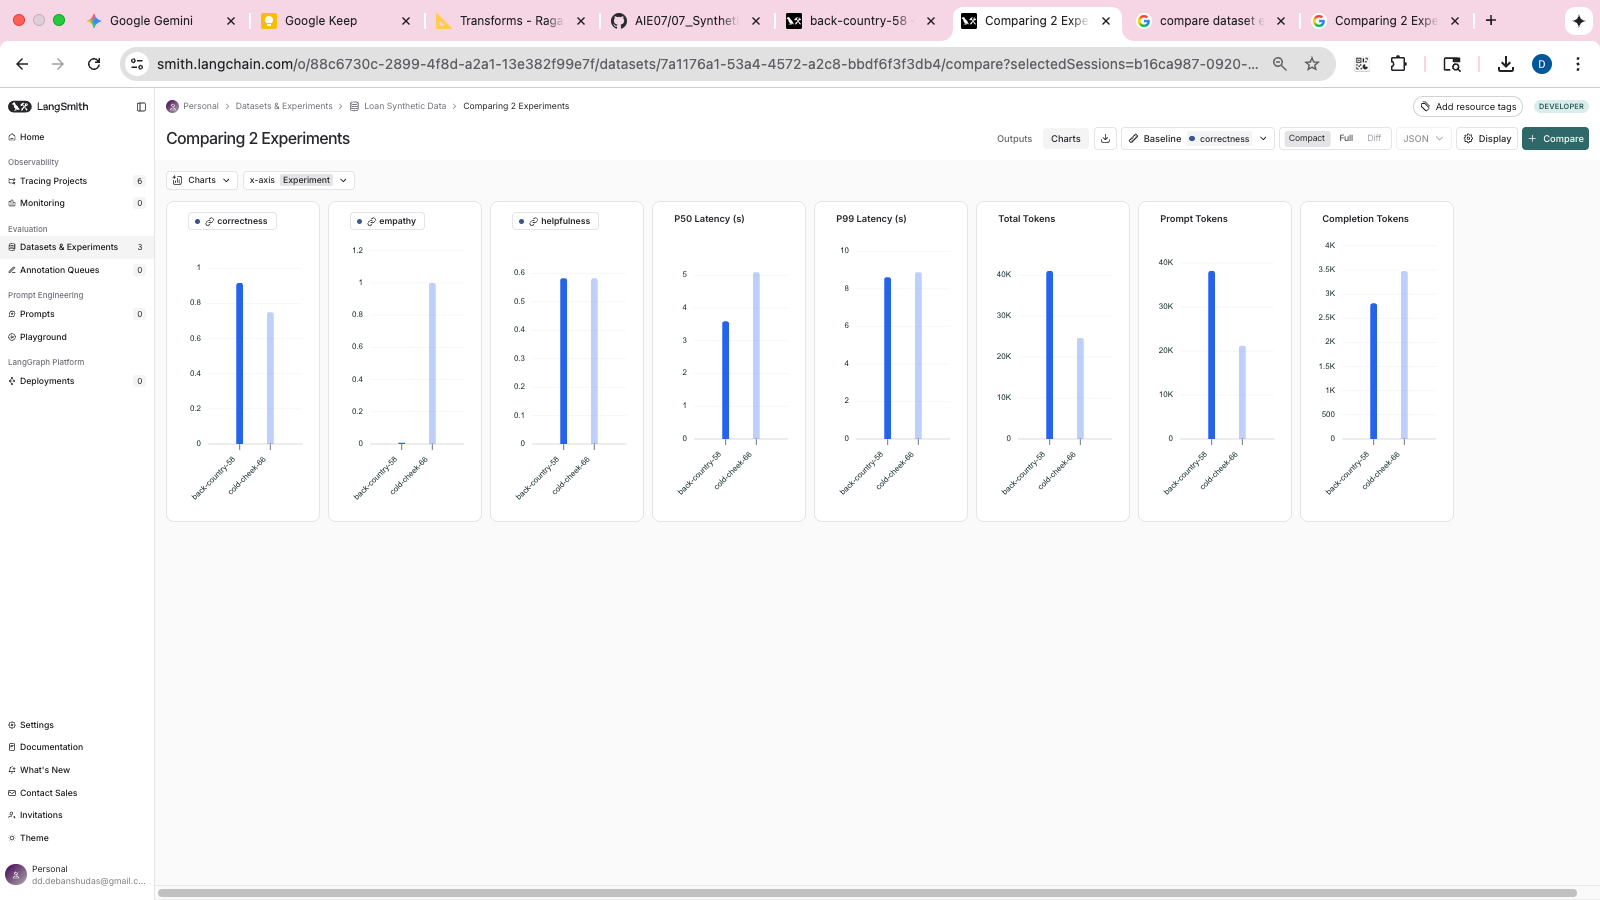 Google Gemini
Google Keep
Transforms - Raga
AIE07/07_Syntheti
back-country-58 -
Comparing 2 Expe
compare dataset e
Comparing 2 Expe
smith.langchain.com/o/88c6730c-2899-4f8d-a2a1-13e382f99e7f/datasets/7a1176a1-53a4-4572-a2c8-bbdf6f3f3db4/compare?selectedSessions=b16ca987-0920-...
D
LangSmith
Personal > Datasets & Experiments > Loan Synthetic Data > Comparing 2 Experiments
Add resource tags
DEVELOPER
Comparing 2 Experiments
Outputs
Charts
Baseline correctness
Compact
Full
Diff
JSON
Display
+ Compare
Home
Observability
Tracing Projects 6
Monitoring 0
Evaluation
Datasets & Experiments 3
Annotation Queues 0
Prompt Engineering
Prompts 0
Playground
LangGraph Platform
Deployments 0
Settings
Documentation
What's New
Contact Sales
Invitations
Theme
Personal
dd.debanshudas@gmail.c...
Charts
x-axis Experiment
correctness
1
0.8
0.6
0.4
0.2
0
back-country-58
cold-cheek-66
empathy
1.2
1
0.8
0.6
0.4
0.2
0
back-country-58
cold-cheek-66
helpfulness
0.6
0.5
0.4
0.3
0.2
0.1
0
back-country-58
cold-cheek-66
P50 Latency (s)
5
4
3
2
1
0
back-country-58
cold-cheek-66
P99 Latency (s)
10
8
6
4
2
0
back-country-58
cold-cheek-66
Total Tokens
40K
30K
20K
10K
0
back-country-58
cold-cheek-66
Prompt Tokens
40K
30K
20K
10K
0
back-country-58
cold-cheek-66
Completion Tokens
4K
3.5K
3K
2.5K
2K
1.5K
1K
500
0
back-country-58
cold-cheek-66